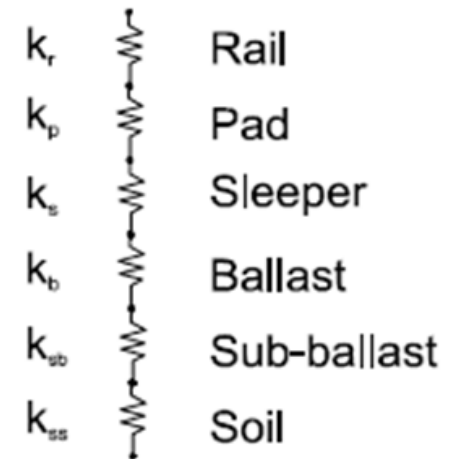 kr Rail
kp Pad
ks Sleeper
kb Ballast
ksb Sub-ballast
kss Soil